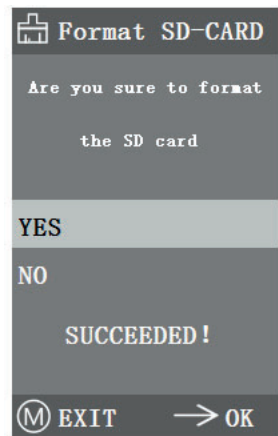 Format SD-CARD
Are you sure to format
the SD card
YES
NO
SUCCEEDED!
M EXIT → OK